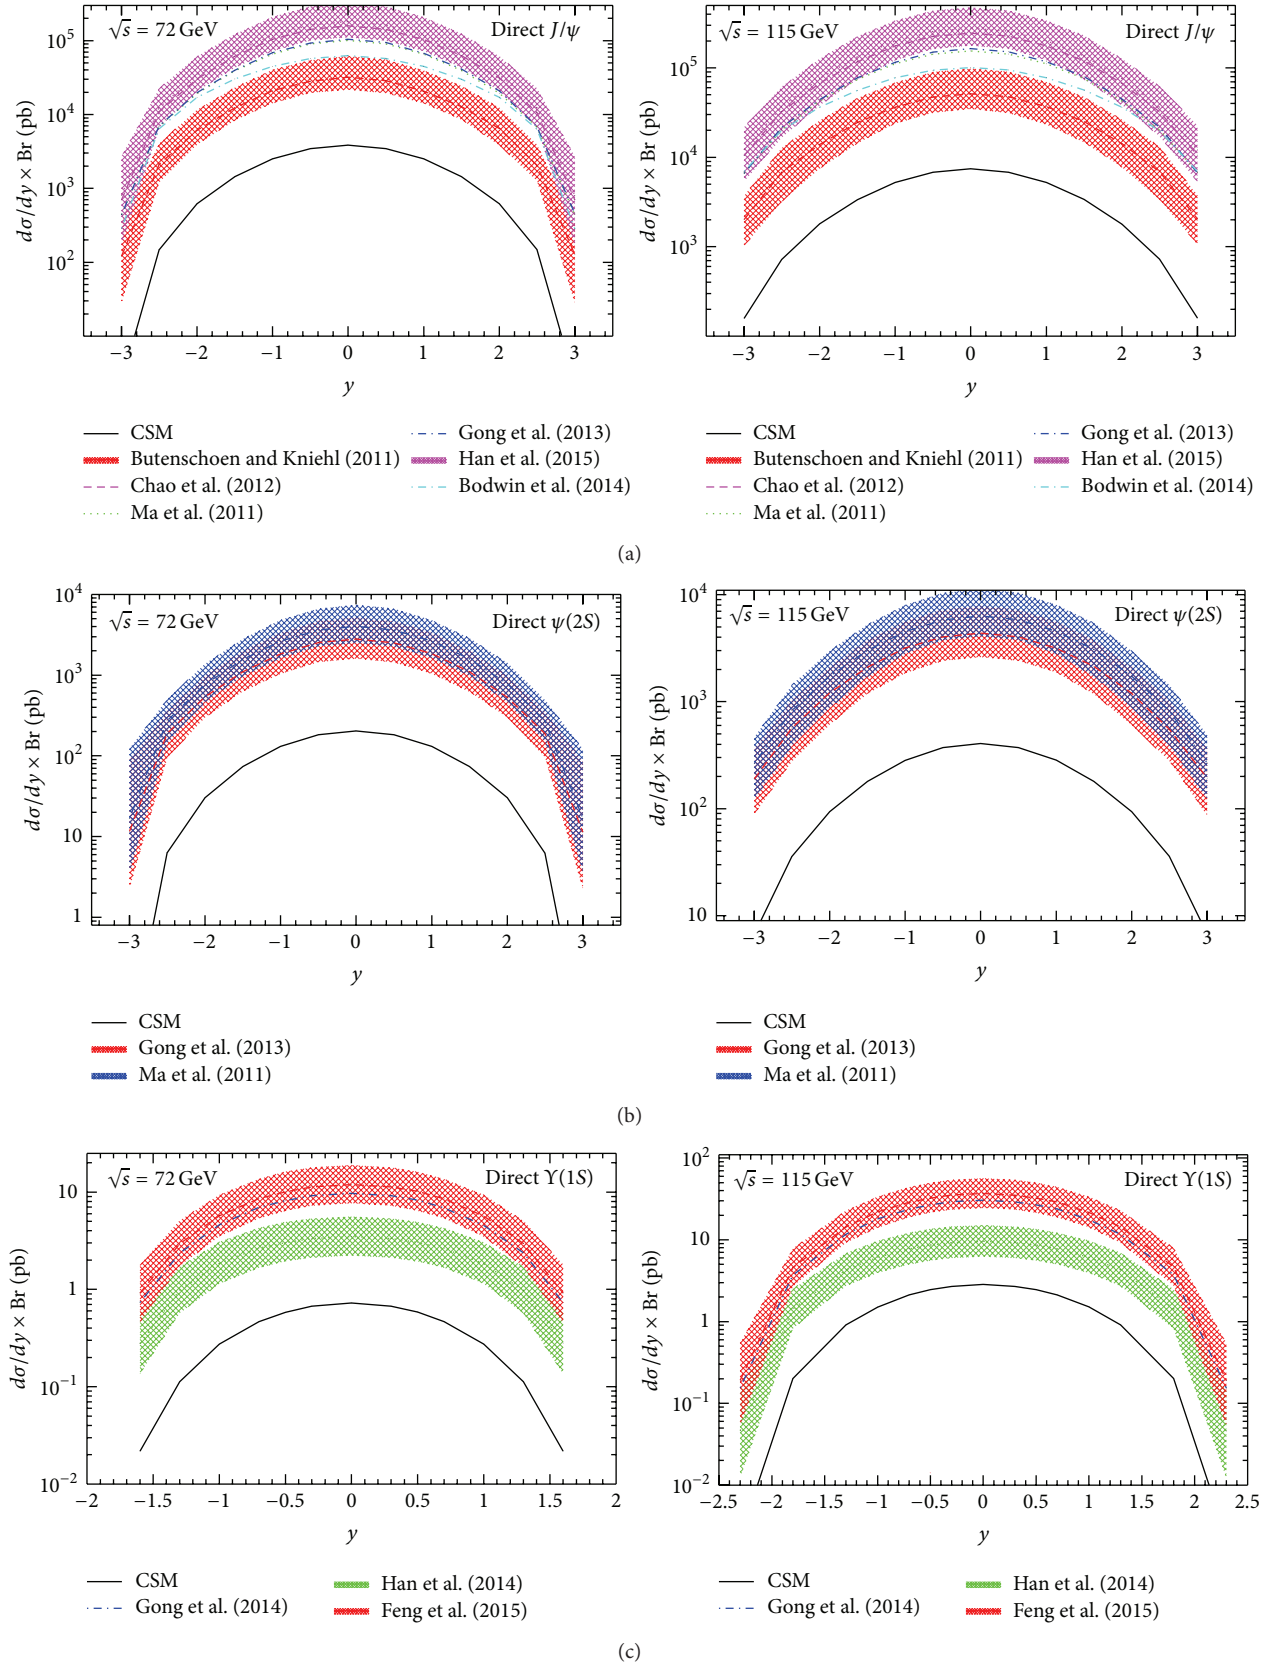 √s = 72 GeV
Direct J/ψ
10^5
10^4
10^3
10^2
dσ/dy × Br (pb)
−3 −2 −1 0 1 2 3
y
CSM
Butenschoen and Kniehl (2011)
Chao et al. (2012)
Ma et al. (2011)
Gong et al. (2013)
Han et al. (2015)
Bodwin et al. (2014)
√s = 115 GeV
Direct J/ψ
10^5
10^4
10^3
dσ/dy × Br (pb)
−3 −2 −1 0 1 2 3
y
CSM
Butenschoen and Kniehl (2011)
Chao et al. (2012)
Ma et al. (2011)
Gong et al. (2013)
Han et al. (2015)
Bodwin et al. (2014)
(a)
√s = 72 GeV
Direct ψ(2S)
10^4
10^3
10^2
10
1
dσ/dy × Br (pb)
−3 −2 −1 0 1 2 3
y
CSM
Gong et al. (2013)
Ma et al. (2011)
√s = 115 GeV
Direct ψ(2S)
10^4
10^3
10^2
10
dσ/dy × Br (pb)
−3 −2 −1 0 1 2 3
y
CSM
Gong et al. (2013)
Ma et al. (2011)
(b)
√s = 72 GeV
Direct Υ(1S)
10
1
10^−1
10^−2
dσ/dy × Br (pb)
−2 −1.5 −1 −0.5 0 0.5 1 1.5 2
y
CSM
Gong et al. (2014)
Han et al. (2014)
Feng et al. (2015)
√s = 115 GeV
Direct Υ(1S)
10^2
10
1
10^−1
10^−2
dσ/dy × Br (pb)
−2.5 −2 −1.5 −1 −0.5 0 0.5 1 1.5 2 2.5
y
CSM
Gong et al. (2014)
Han et al. (2014)
Feng et al. (2015)
(c)